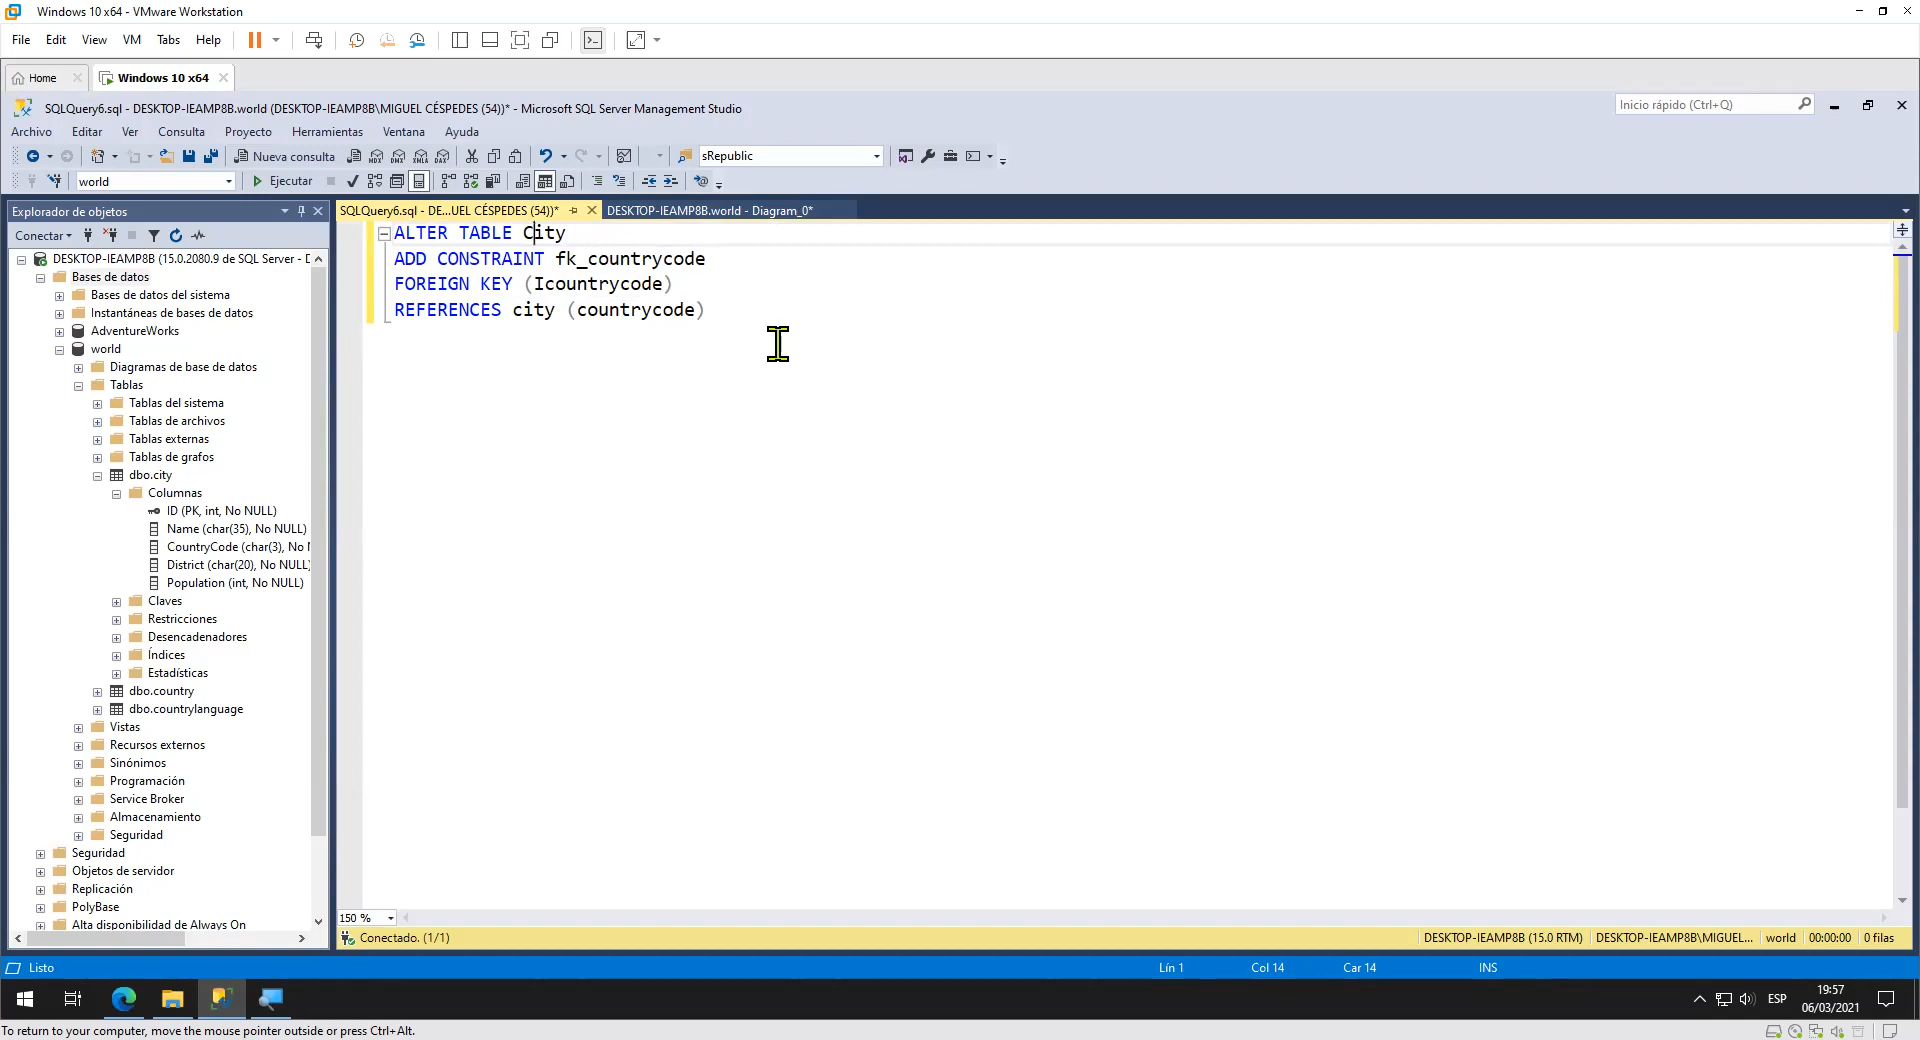 Windows 10 x64 - VMware Workstation
File Edit View VM Tabs Help
Home Windows 10 x64
SQLQuery6.sql - DESKTOP-IEAMP8B.world (DESKTOP-IEAMP8B\MIGUEL CÉSPEDES (54))* - Microsoft SQL Server Management Studio
Inicio rápido (Ctrl+Q)
Archivo Editar Ver Consulta Proyecto Herramientas Ventana Ayuda
Nueva consulta MDX DMX XMLA DAX sRepublic
world Ejecutar
Explorador de objetos
SQLQuery6.sql - DE...UEL CÉSPEDES (54))* DESKTOP-IEAMP8B.world - Diagram_0*
Conectar
DESKTOP-IEAMP8B (15.0.2080.9 de SQL Server - D
Bases de datos
Bases de datos del sistema
Instantáneas de bases de datos
AdventureWorks
world
Diagramas de base de datos
Tablas
Tablas del sistema
Tablas de archivos
Tablas externas
Tablas de grafos
dbo.city
Columnas
ID (PK, int, No NULL)
Name (char(35), No NULL)
CountryCode (char(3), No N
District (char(20), No NULL)
Population (int, No NULL)
Claves
Restricciones
Desencadenadores
Índices
Estadísticas
dbo.country
dbo.countrylanguage
Vistas
Recursos externos
Sinónimos
Programación
Service Broker
Almacenamiento
Seguridad
Seguridad
Objetos de servidor
Replicación
PolyBase
Alta disponibilidad de Always On
ALTER TABLE City
ADD CONSTRAINT fk_countrycode
FOREIGN KEY (Icountrycode)
REFERENCES city (countrycode)
150 %
Conectado. (1/1) DESKTOP-IEAMP8B (15.0 RTM) DESKTOP-IEAMP8B\MIGUEL... world 00:00:00 0 filas
Listo Lín 1 Col 14 Car 14 INS
ESP 19:57
06/03/2021
To return to your computer, move the mouse pointer outside or press Ctrl+Alt.